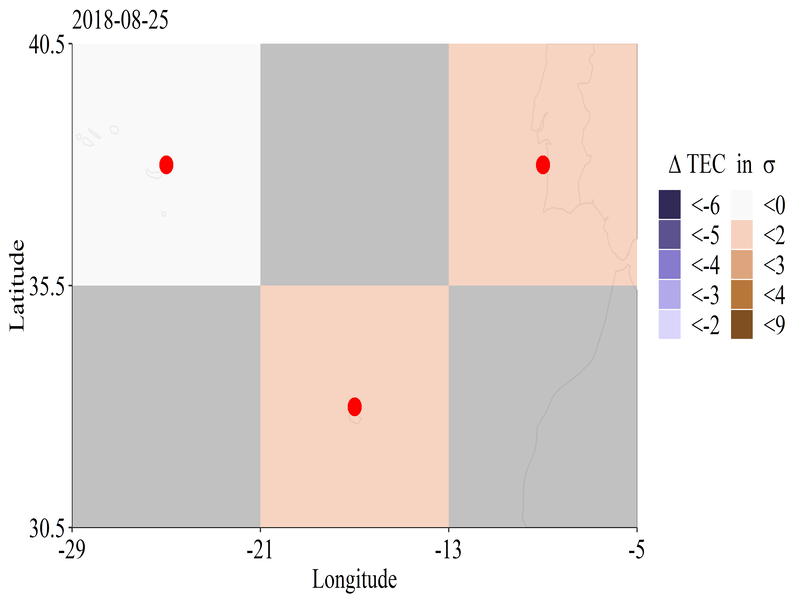 2018-08-25
40.5
35.5
30.5
Latitude
-29 -21 -13 -5
Longitude
Δ TEC in σ
<-6 <0
<-5 <2
<-4 <3
<-3 <4
<-2 <9